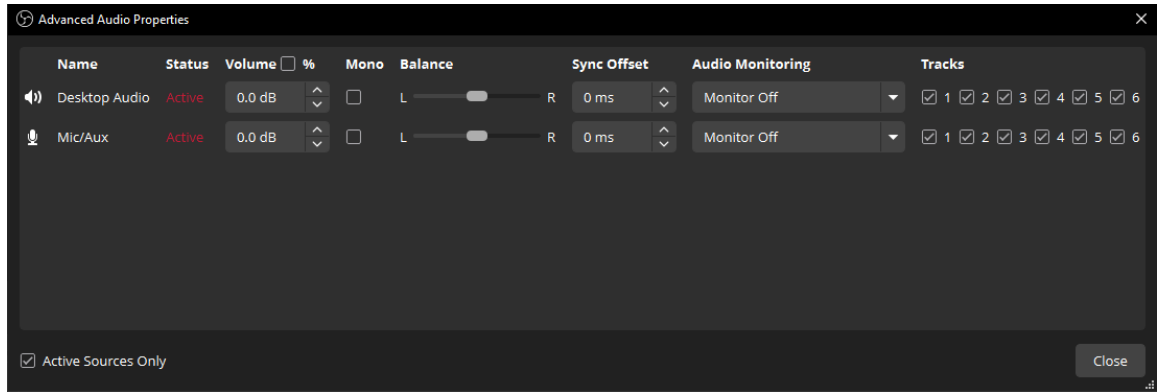 Advanced Audio Properties
Name Status Volume % Mono Balance Sync Offset Audio Monitoring Tracks
Desktop Audio Active 0.0 dB L R 0 ms Monitor Off 1 2 3 4 5 6
Mic/Aux Active 0.0 dB L R 0 ms Monitor Off 1 2 3 4 5 6
Active Sources Only Close